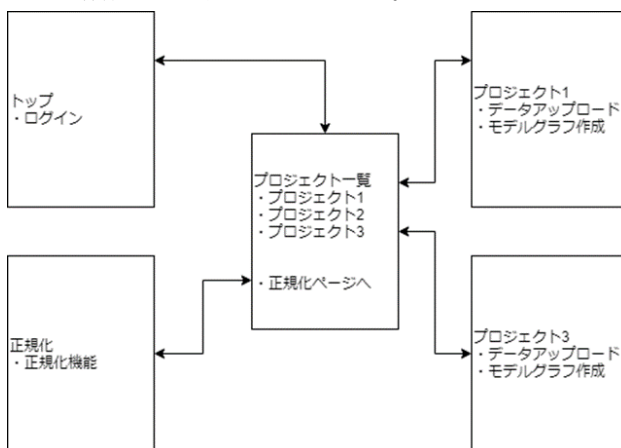 トップ
・ログイン
プロジェクト一覧
・プロジェクト1
・プロジェクト2
・プロジェクト3
・正規化ページへ
プロジェクト1
・データアップロード
・モデルグラフ作成
正規化
・正規化機能
プロジェクト3
・データアップロード
・モデルグラフ作成